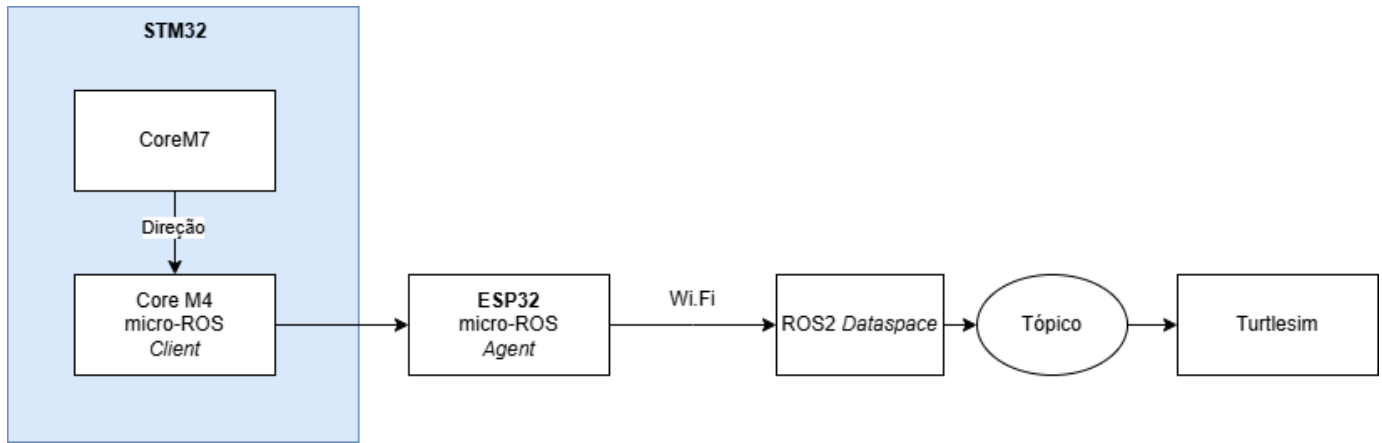 STM32
CoreM7
Direção
Core M4
micro-ROS
Client
ESP32
micro-ROS
Agent
Wi.Fi
ROS2 Dataspace
Tópico
Turtlesim